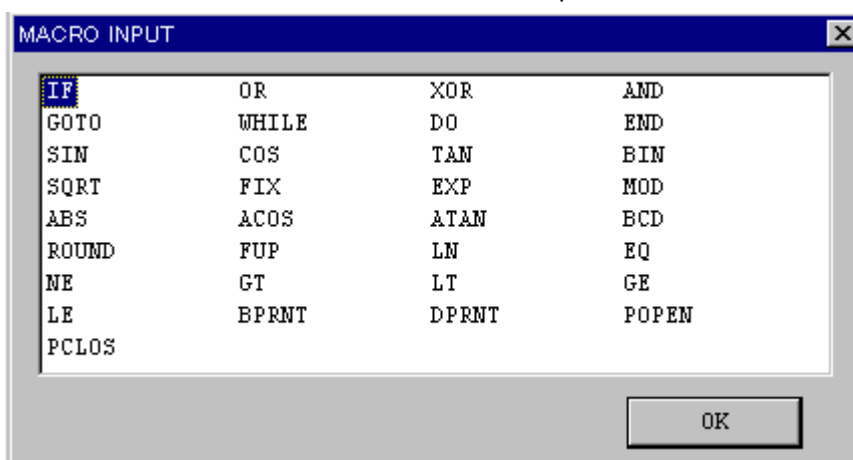 MACRO INPUT
IF OR XOR AND
GOTO WHILE DO END
SIN COS TAN BIN
SQRT FIX EXP MOD
ABS ACOS ATAN BCD
ROUND FUP LN EQ
NE GT LT GE
LE BPRNT DPRNT POPEN
PCLOS
OK